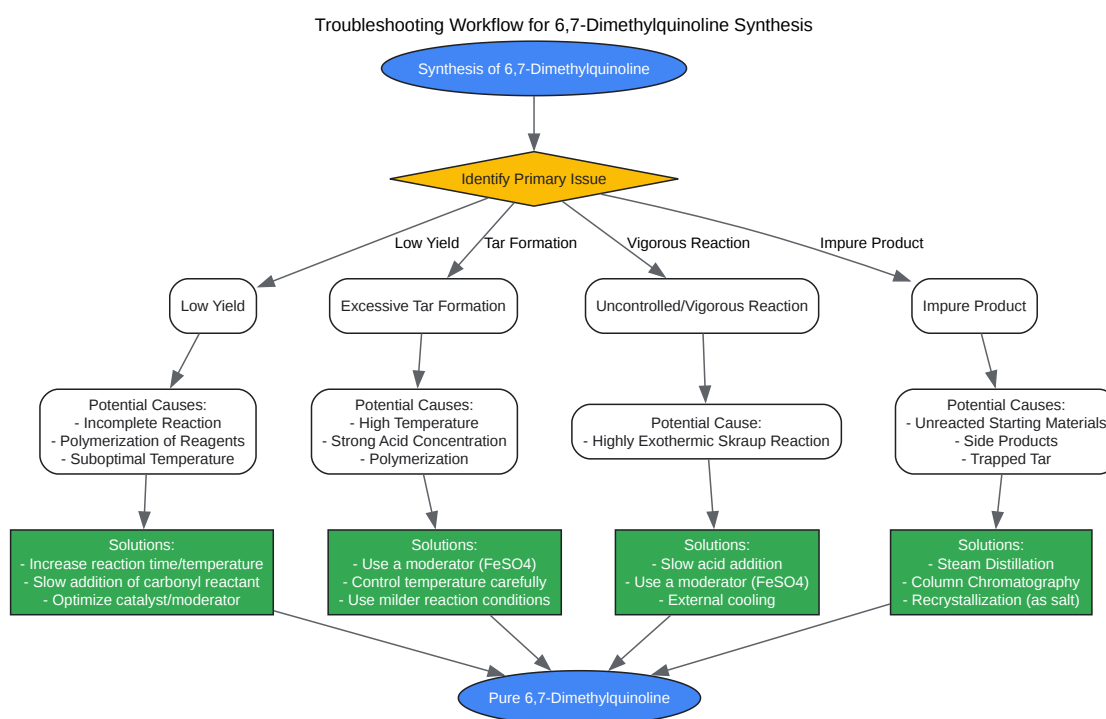 Troubleshooting Workflow for 6,7-Dimethylquinoline Synthesis
Synthesis of 6,7-Dimethylquinoline
Identify Primary Issue
Low Yield
Tar Formation
Vigorous Reaction
Impure Product
Low Yield
Excessive Tar Formation
Uncontrolled/Vigorous Reaction
Impure Product
Potential Causes:
- Incomplete Reaction
- Polymerization of Reagents
- Suboptimal Temperature
Potential Causes:
- High Temperature
- Strong Acid Concentration
- Polymerization
Potential Cause:
- Highly Exothermic Skraup Reaction
Potential Causes:
- Unreacted Starting Materials
- Side Products
- Trapped Tar
Solutions:
- Increase reaction time/temperature
- Slow addition of carbonyl reactant
- Optimize catalyst/moderator
Solutions:
- Use a moderator (FeSO4)
- Control temperature carefully
- Use milder reaction conditions
Solutions:
- Slow acid addition
- Use a moderator (FeSO4)
- External cooling
Solutions:
- Steam Distillation
- Column Chromatography
- Recrystallization (as salt)
Pure 6,7-Dimethylquinoline